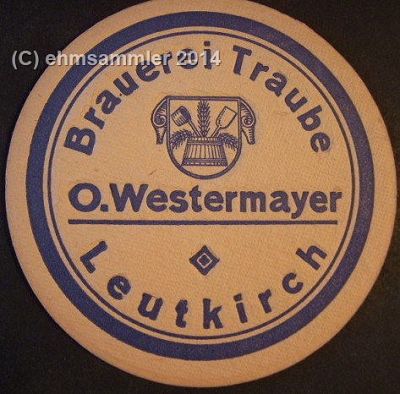 (C) ehmsammler 2014
Brauerei Traube
O.Westermayer
Leutkirch